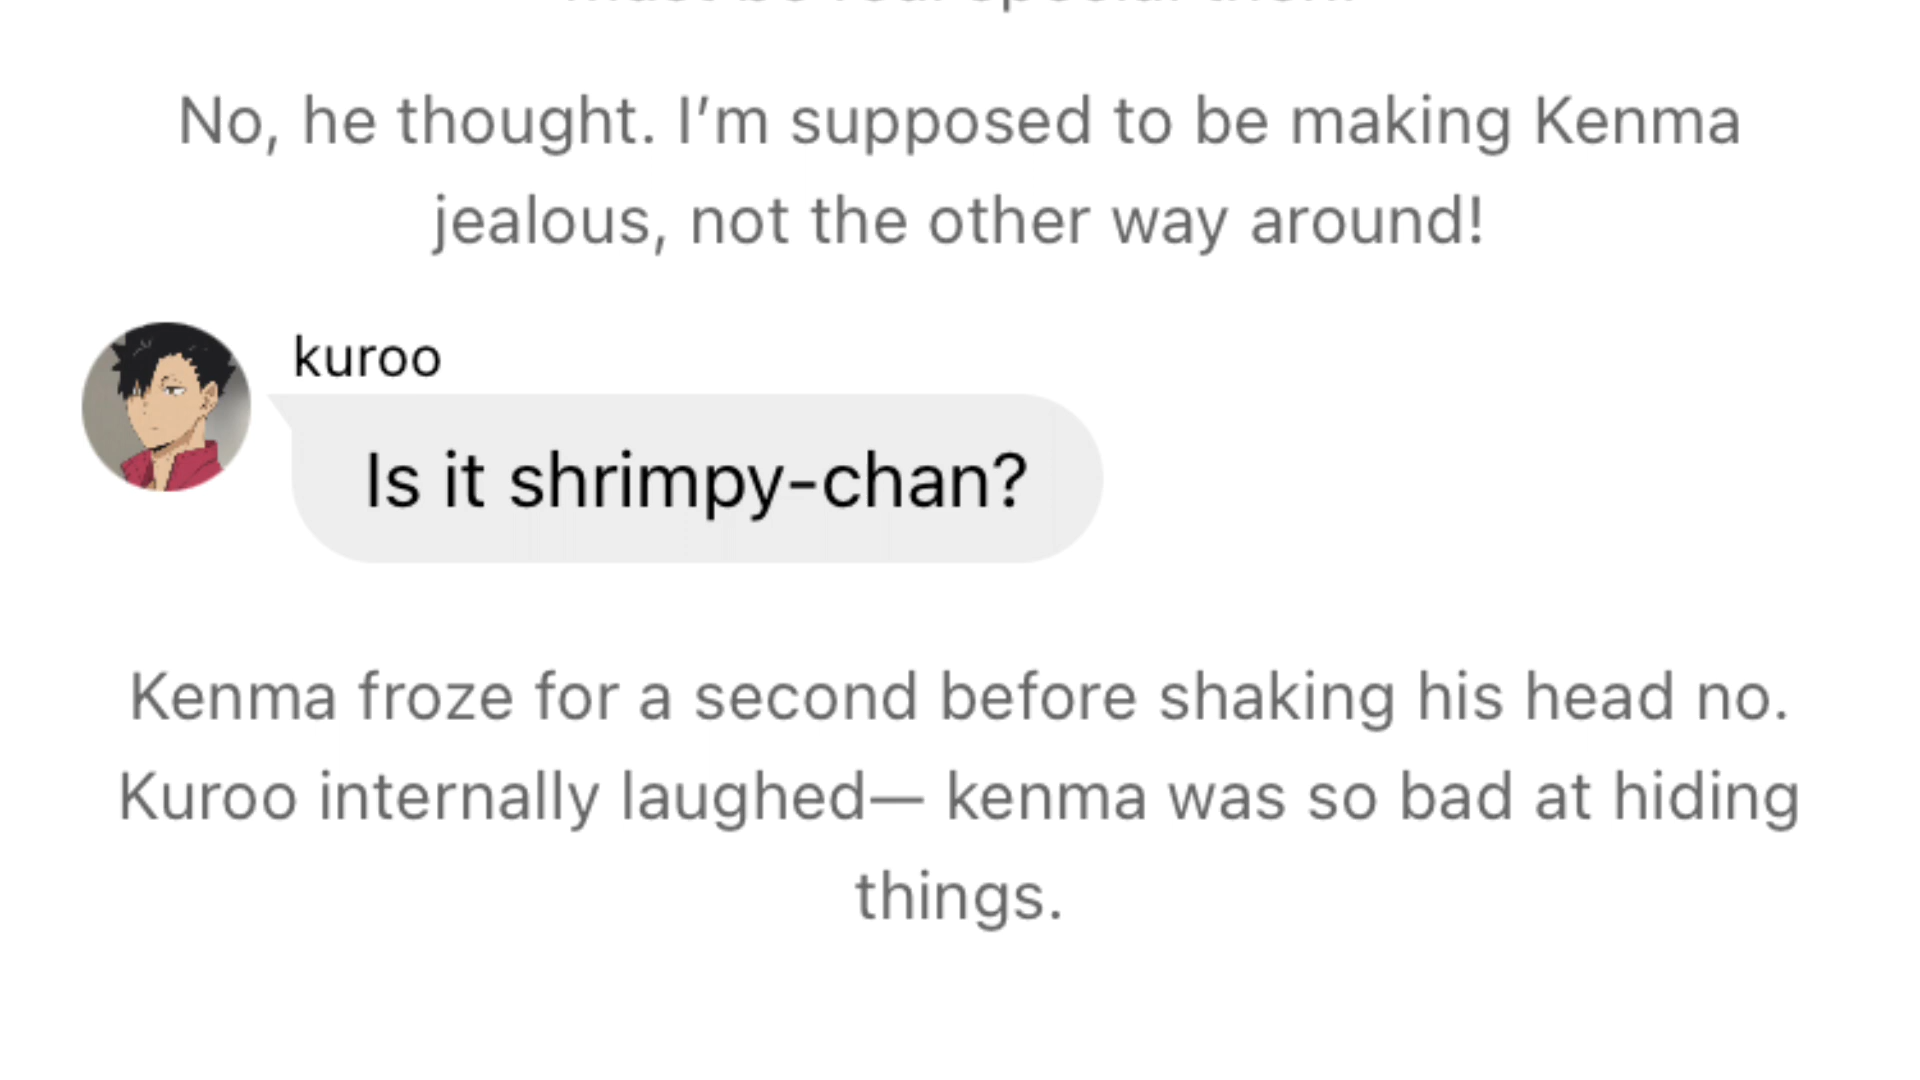 No, he thought. I’m supposed to be making Kenma
jealous, not the other way around!
kuroo
Is it shrimpy-chan?
Kenma froze for a second before shaking his head no.
Kuroo internally laughed— kenma was so bad at hiding
things.